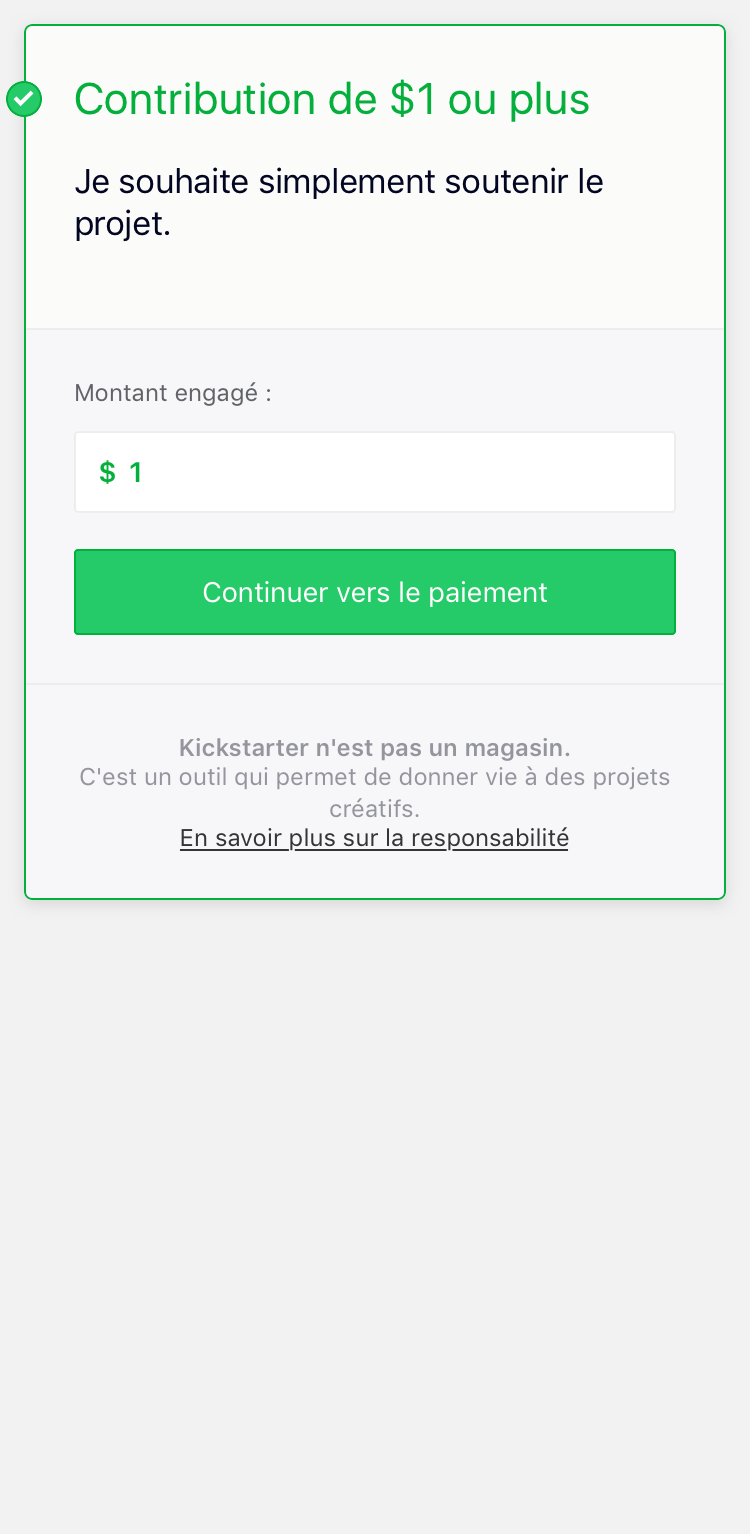 Contribution de $1 ou plus
Je souhaite simplement soutenir le
projet.
Montant engagé :
$ 1
Continuer vers le paiement
Kickstarter n'est pas un magasin.
C'est un outil qui permet de donner vie à des projets
créatifs.
En savoir plus sur la responsabilité